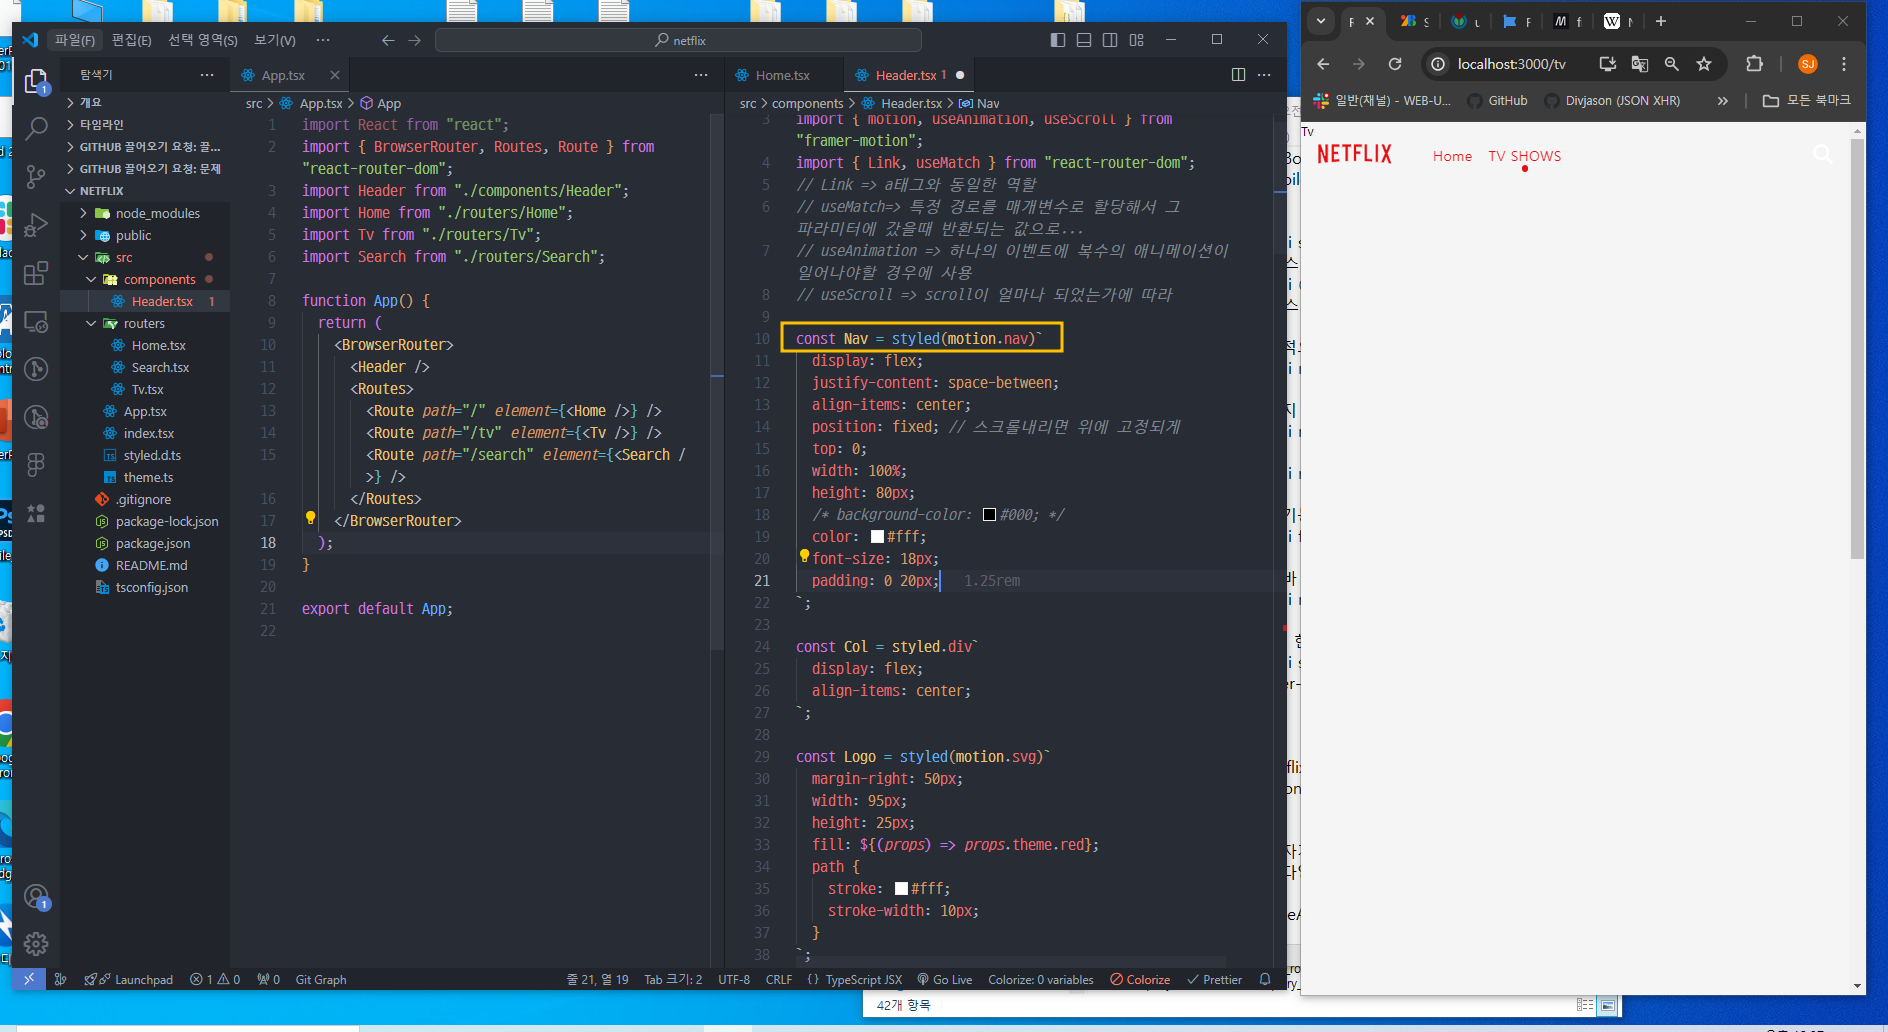 파일(F) 편집(E) 선택 영역(S) 보기(V) ··· netflix
탐색기 ···
개요
타임라인
GITHUB 끌어오기 요청: 끌...
GITHUB 끌어오기 요청: 문제
NETFLIX
node_modules
public
src
components
Header.tsx 1
routers
Home.tsx
Search.tsx
Tv.tsx
App.tsx
index.tsx
styled.d.ts
theme.ts
.gitignore
package-lock.json
package.json
README.md
tsconfig.json
App.tsx
src > App.tsx > App
1 import React from "react";
2 import { BrowserRouter, Routes, Route } from
"react-router-dom";
3 import Header from "./components/Header";
4 import Home from "./routers/Home";
5 import Tv from "./routers/Tv";
6 import Search from "./routers/Search";
7
8 function App() {
9 return (
10 <BrowserRouter>
11 <Header />
12 <Routes>
13 <Route path="/" element={<Home />} />
14 <Route path="/tv" element={<Tv />} />
15 <Route path="/search" element={<Search /
>} />
16 </Routes>
17 </BrowserRouter>
18 );
19 }
20
21 export default App;
22
Home.tsx Header.tsx 1
src > components > Header.tsx > Nav
3 import { motion, useAnimation, useScroll } from
"framer-motion";
4 import { Link, useMatch } from "react-router-dom";
5 // Link => a태그와 동일한 역할
6 // useMatch=> 특정 경로를 매개변수로 할당해서 그
파라미터에 갔을때 반환되는 값으로...
7 // useAnimation => 하나의 이벤트에 복수의 애니메이션이
일어나야할 경우에 사용
8 // useScroll => scroll이 얼마나 되었는가에 따라
9
10 const Nav = styled(motion.nav)`
11 display: flex;
12 justify-content: space-between;
13 align-items: center;
14 position: fixed; // 스크롤내리면 위에 고정되게
15 top: 0;
16 width: 100%;
17 height: 80px;
18 /* background-color: #000; */
19 color: #fff;
20 font-size: 18px;
21 padding: 0 20px; 1.25rem
22 `;
23
24 const Col = styled.div`
25 display: flex;
26 align-items: center;
27 `;
28
29 const Logo = styled(motion.svg)`
30 margin-right: 50px;
31 width: 95px;
32 height: 25px;
33 fill: ${(props) => props.theme.red};
34 path {
35 stroke: #fff;
36 stroke-width: 10px;
37 }
38 `;
Launchpad 1 0 0 Git Graph 줄 21, 열 19 Tab 크기: 2 UTF-8 CRLF {} TypeScript JSX Go Live Colorize: 0 variables Colorize Prettier
localhost:3000/tv SJ
일반(채널) - WEB-U... GitHub Divjason (JSON XHR) » 모든 북마크
Tv
NETFLIX Home TV SHOWS
42개 항목